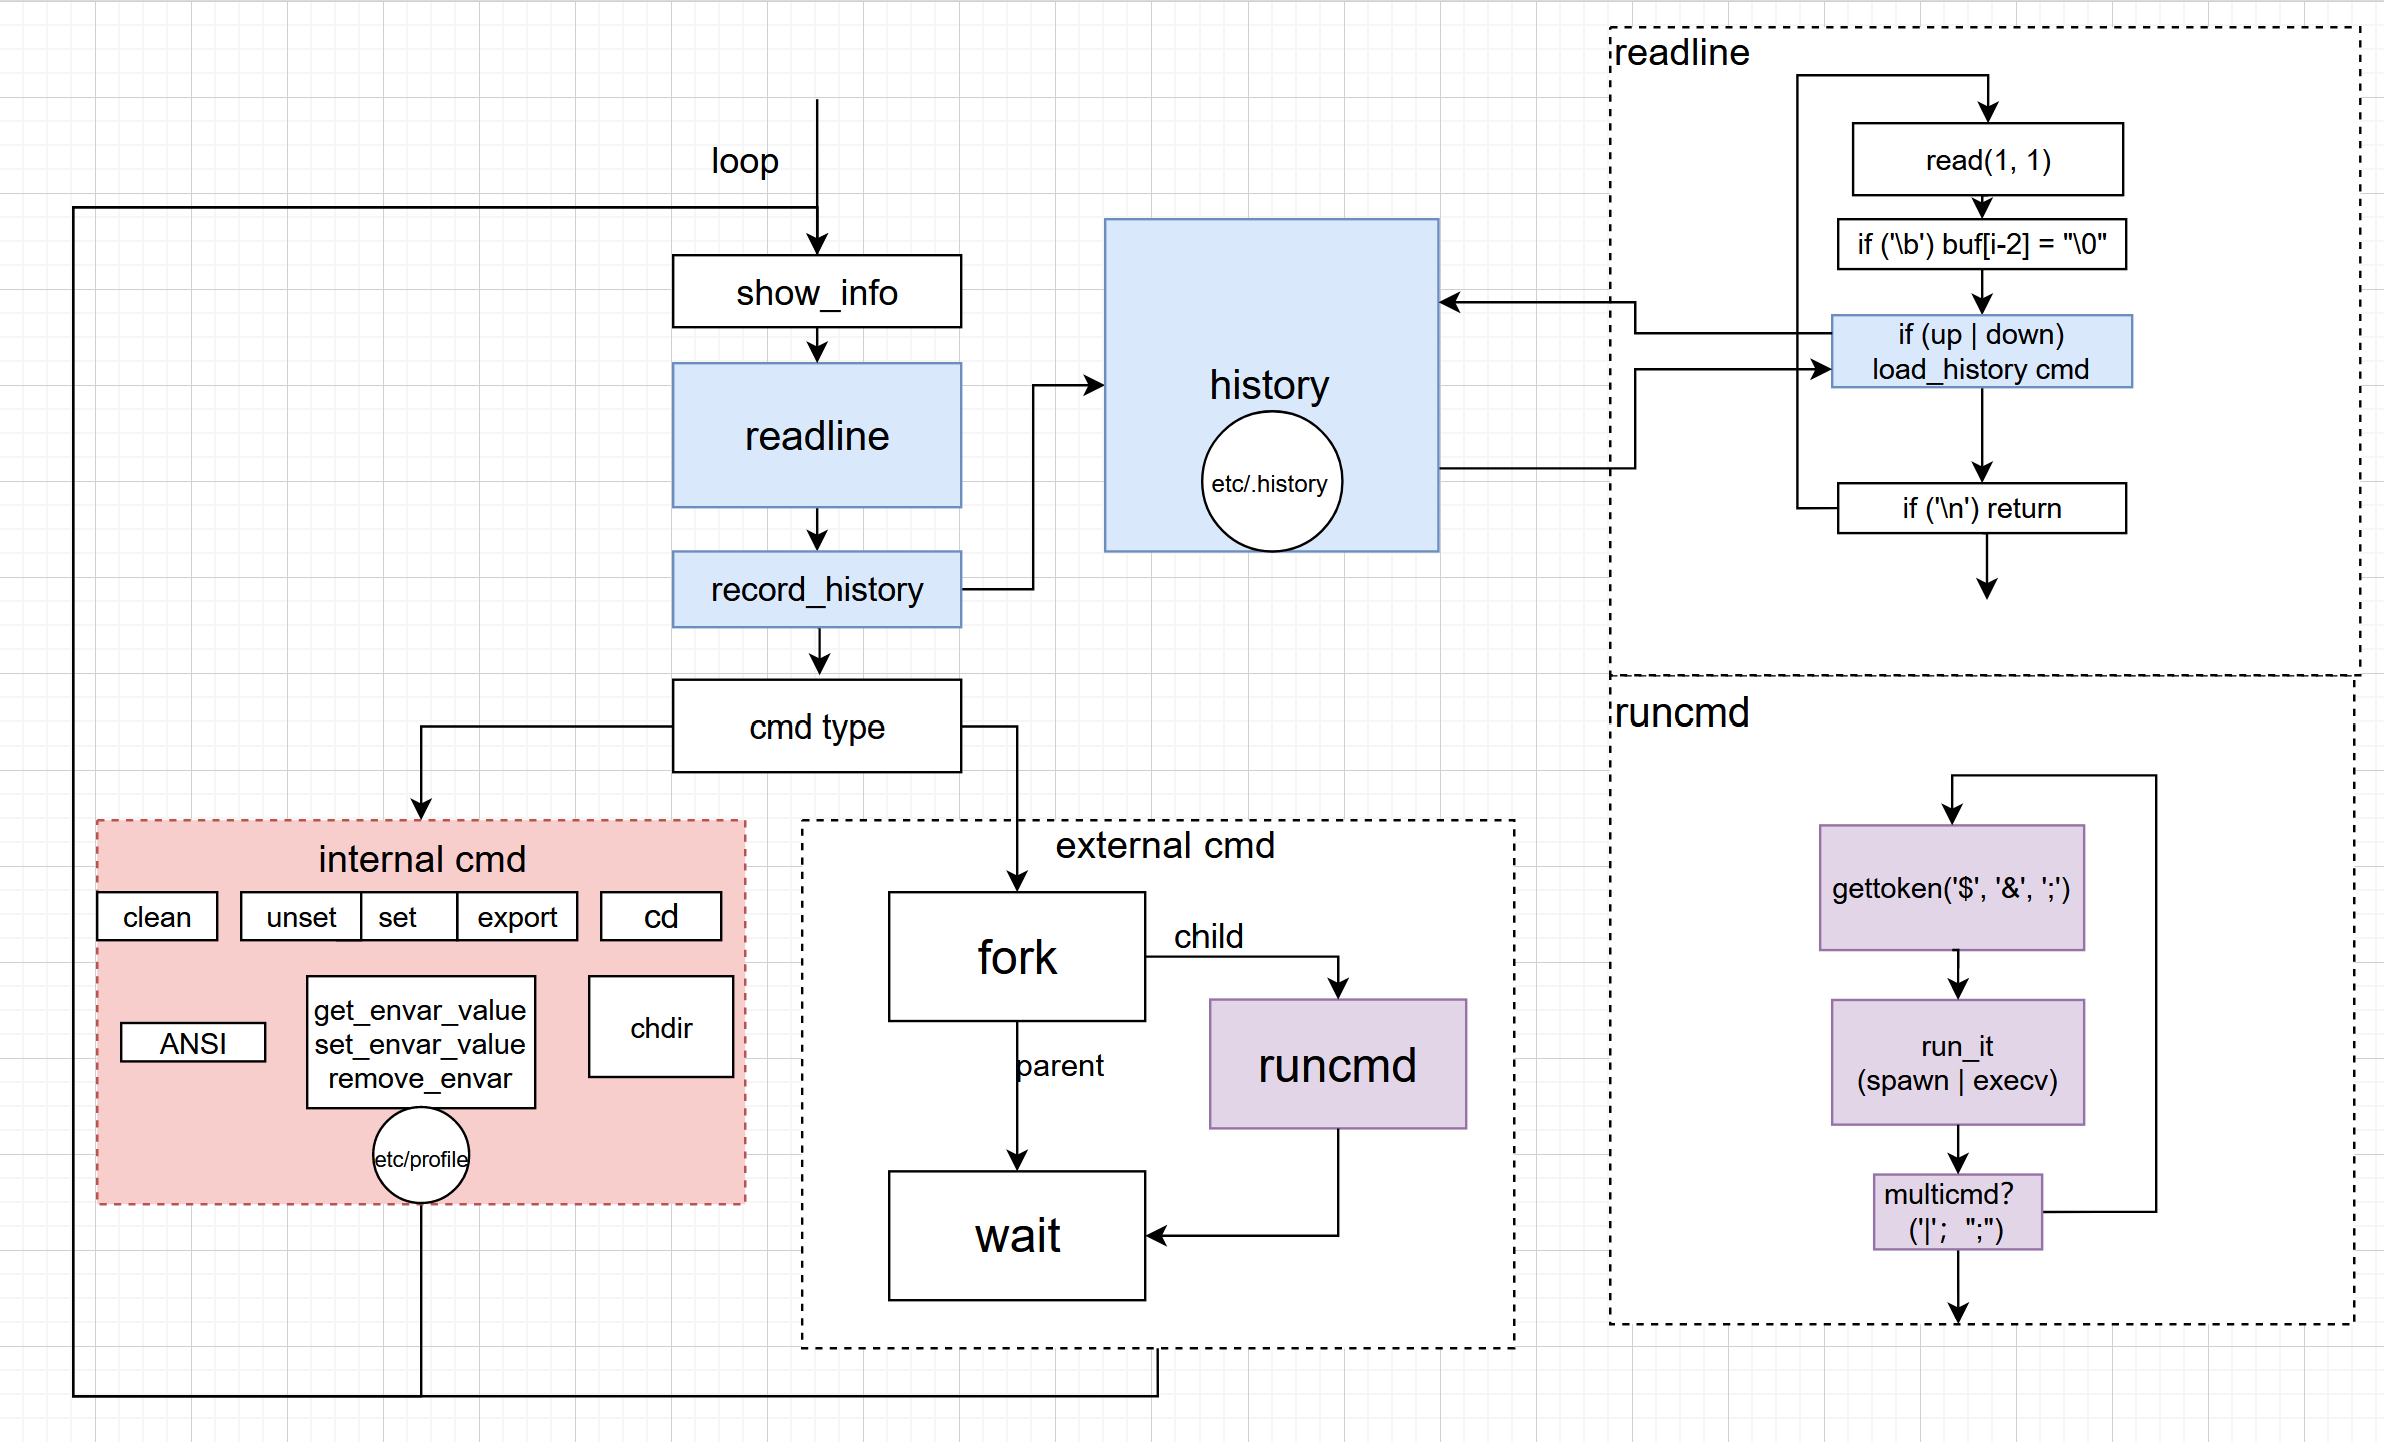 loop
show_info
readline
record_history
cmd type
history
etc/.history
internal cmd
clean
unset
set
export
cd
ANSI
get_envar_value
set_envar_value
remove_envar
chdir
etc/profile
external cmd
fork
child
parent
runcmd
wait
readline
read(1, 1)
if ('\b') buf[i-2] = "\0"
if (up | down)
load_history cmd
if ('\n') return
runcmd
gettoken('$', '&', ';')
run_it
(spawn | execv)
multicmd？
('|'；";")